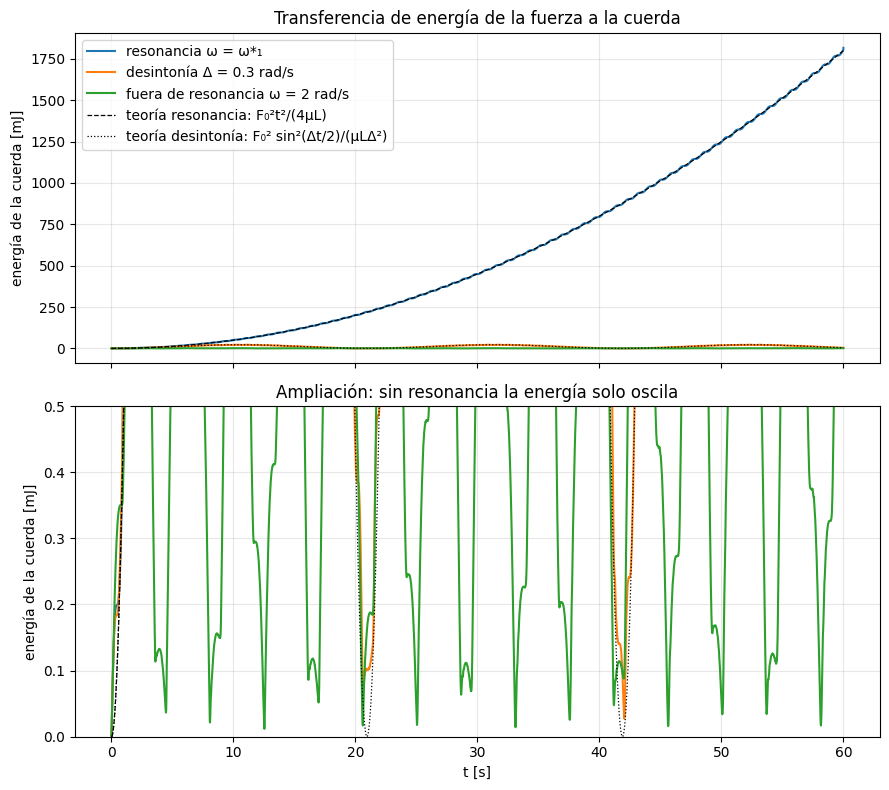 Transferencia de energía de la fuerza a la cuerda
energía de la cuerda [mJ]
1750
1500
1250
1000
750
500
250
0
resonancia ω = ω*₁
desintonía Δ = 0.3 rad/s
fuera de resonancia ω = 2 rad/s
teoría resonancia: F₀²t²/(4μL)
teoría desintonía: F₀² sin²(Δt/2)/(μLΔ²)
Ampliación: sin resonancia la energía solo oscila
energía de la cuerda [mJ]
0.5
0.4
0.3
0.2
0.1
0.0
0 10 20 30 40 50 60
t [s]